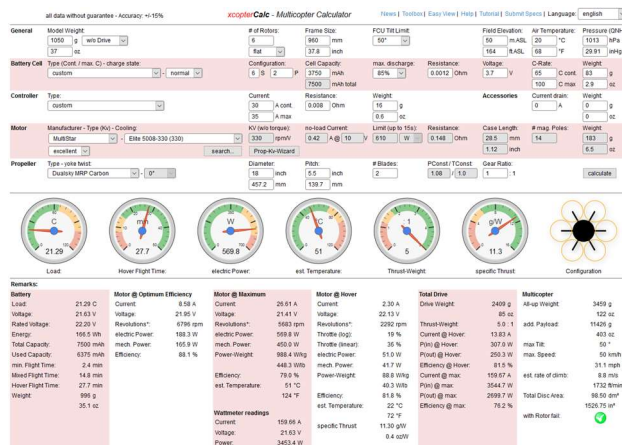 all data without guarantee - Accuracy: +/-15%
xcopterCalc - Multicopter Calculator
News | Toolbox | Easy View | Help | Tutorial | Submit Specs | Language: english
General Model Weight: # of Rotors: Frame Size: FCU Tilt Limit: Field Elevation: Air Temperature: Pressure (QNH
1050 g w/o Drive 6 960 mm 50° 50 m.ASL 20 °C 1013 hPa
37 oz flat 37.8 inch 164 ft.ASL 68 °F 29.91 inHg
Battery Cell Type (Cont. / max. C) - charge state: Configuration: Cell Capacity: max. discharge: Resistance: Voltage: C-Rate: Weight:
custom - normal 6 S 2 P 3750 mAh 85% 0.0012 Ohm 3.7 V 65 C cont. 83 g
7500 mAh total 100 C max 2.9 oz
Controller Type: Current: Resistance: Weight: Accessories Current drain: Weight:
custom 30 A cont. 0.008 Ohm 16 g 0 A 0 g
35 A max 0.6 oz 0 oz
Motor Manufacturer - Type (Kv) - Cooling: KV (w/o torque): no-load Current: Limit (up to 15s): Resistance: Case Length: # mag. Poles: Weight:
MultiStar - Elite 5008-330 (330) 330 rpm/V 0.42 A @ 10 V 610 W 0.148 Ohm 28.5 mm 14 183 g
excellent search... Prop-Kv-Wizard 1.12 inch 6.5 oz
Propeller Type - yoke twist: Diameter: Pitch: # Blades: PConst / TConst: Gear Ratio:
Dualsky MRP Carbon - 0° 18 inch 5.5 inch 2 1.08 / 1.0 1 : 1 calculate
457.2 mm 139.7 mm
C min W °C : 1 g/W
21.29 27.7 569.8 51 5 11.3
Load Hover Flight Time: electric Power: est. Temperature: Thrust-Weight: specific Thrust Configuration
Remarks:
Battery Motor @ Optimum Efficiency Motor @ Maximum Motor @ Hover Total Drive Multicopter
Load: 21.29 C Current: 8.58 A Current: 26.61 A Current: 2.30 A Drive Weight: 2409 g All-up Weight: 3459 g
Voltage: 21.63 V Voltage: 21.95 V Voltage: 21.41 V Voltage: 22.13 V 85 oz 122 oz
Rated Voltage: 22.20 V Revolutions*: 6796 rpm Revolutions*: 5683 rpm Revolutions*: 2292 rpm Thrust-Weight: 5.0 : 1 add. Payload: 11426 g
Energy: 166.5 Wh electric Power: 188.3 W electric Power: 569.8 W Throttle (log): 19 % Current @ Hover: 13.83 A 403 oz
Total Capacity: 7500 mAh mech. Power: 165.9 W mech. Power: 450.0 W Throttle (linear): 36 % P(in) @ Hover: 307.0 W max Tilt: 50 °
Used Capacity: 6375 mAh Efficiency: 88.1 % Power-Weight: 988.4 W/kg electric Power: 51.0 W P(out) @ Hover: 250.3 W max. Speed: 50 km/h
min. Flight Time: 2.4 min 448.3 W/lb mech. Power: 41.7 W Efficiency @ Hover: 81.5 % 31.1 mph
Mixed Flight Time: 14.8 min Efficiency: 79.0 % Power-Weight: 88.8 W/kg Current @ max: 159.67 A est. rate of climb: 8.8 m/s
Hover Flight Time: 27.7 min est. Temperature: 51 °C 40.3 W/lb P(in) @ max: 3544.7 W 1732 ft/min
Weight: 996 g 124 °F Efficiency: 81.8 % P(out) @ max: 2699.7 W Total Disc Area: 98.50 dm²
35.1 oz est. Temperature: 22 °C Efficiency @ max: 76.2 % 1526.75 in²
Wattmeter readings 72 °F with Rotor fail:
Current: 159.66 A specific Thrust: 11.30 g/W
Voltage: 21.63 V 0.4 oz/W
Power: 3453.4 W